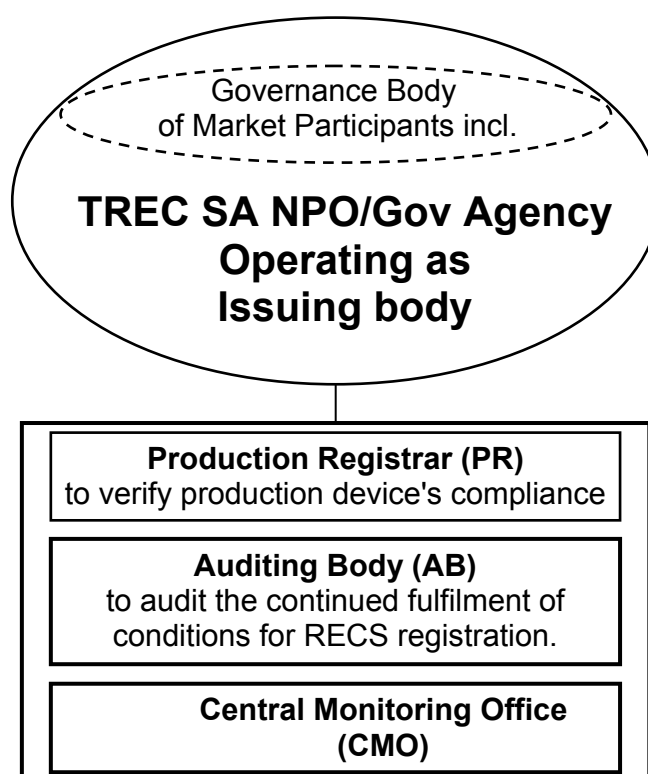 Governance Body
of Market Participants incl.
TREC SA NPO/Gov Agency
Operating as
Issuing body
Production Registrar (PR)
to verify production device's compliance
Auditing Body (AB)
to audit the continued fulfilment of
conditions for RECS registration.
Central Monitoring Office
(CMO)